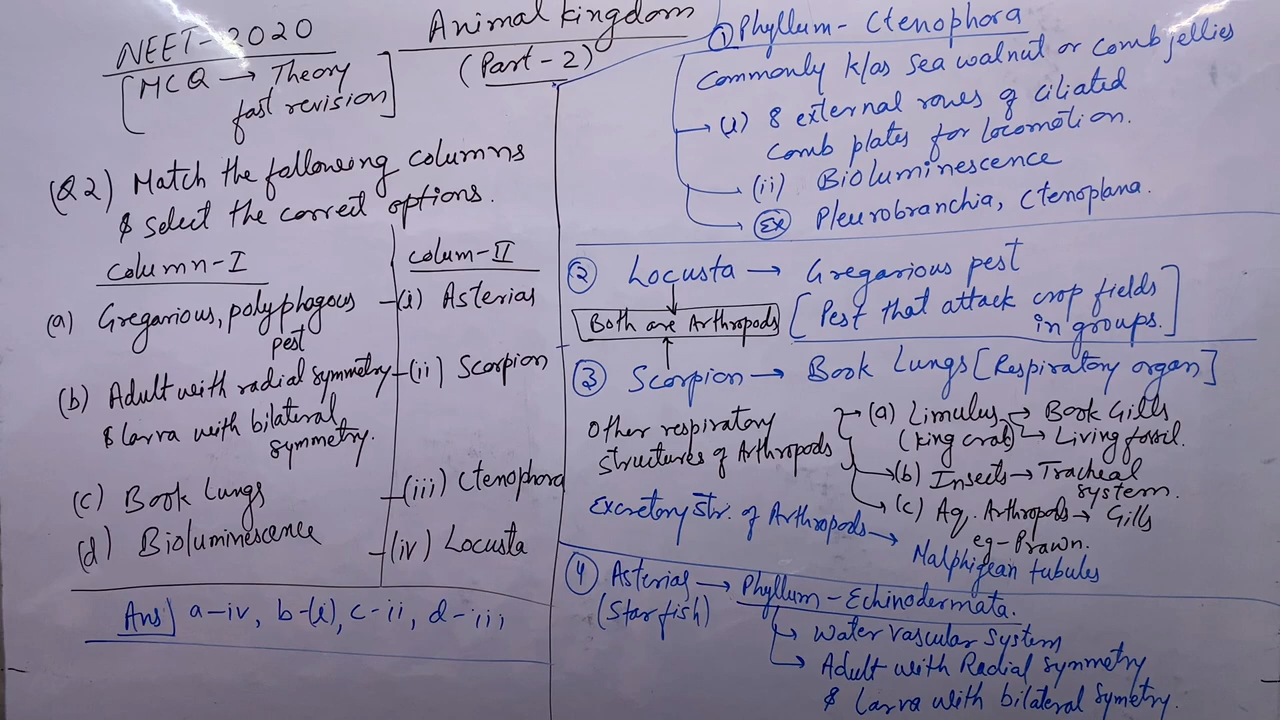 NEET-2020
[MCQ → Theory
fast revision]
Animal kingdom
(Part-2)
(Q2) Match the following columns
& select the correct options.
column-I
(a) Gregarious, polyphagous
pest
(b) Adult with radial symmetry
& larva with bilateral
symmetry.
(c) Book Lungs
(d) Bioluminescence
colum-II
(i) Asterias
(ii) Scorpion
(iii) Ctenophora
(iv) Locusta
Ans] a-iv, b-(i), c-ii, d-iii
① Phyllum-Ctenophora
Commonly k/as sea walnut or comb jellies
→ (i) 8 external rows of ciliated
comb plates for locomotion.
→ (ii) Bioluminescence
→ (Ex) Pleurobranchia, Ctenoplana.
② Locusta → Gregarious pest
[Pest that attack crop fields
in groups.]
Both are Arthropods
③ Scorpion → Book Lungs [Respiratory organ]
Other respiratory
structures of Arthropods
(a) Limulus → Book Gills
(king crab) → Living fossil.
→ (b) Insects → Tracheal
system.
→ (c) Aq. Arthropods → Gills
eg-Prawn.
Excretory Str. of Arthropods →
Malphigean tubules
④ Asterias → Phyllum-Echinodermata.
(Star fish)
→ Water vascular System
→ Adult with Radial symmetry
& Larva with bilateral Symetry.